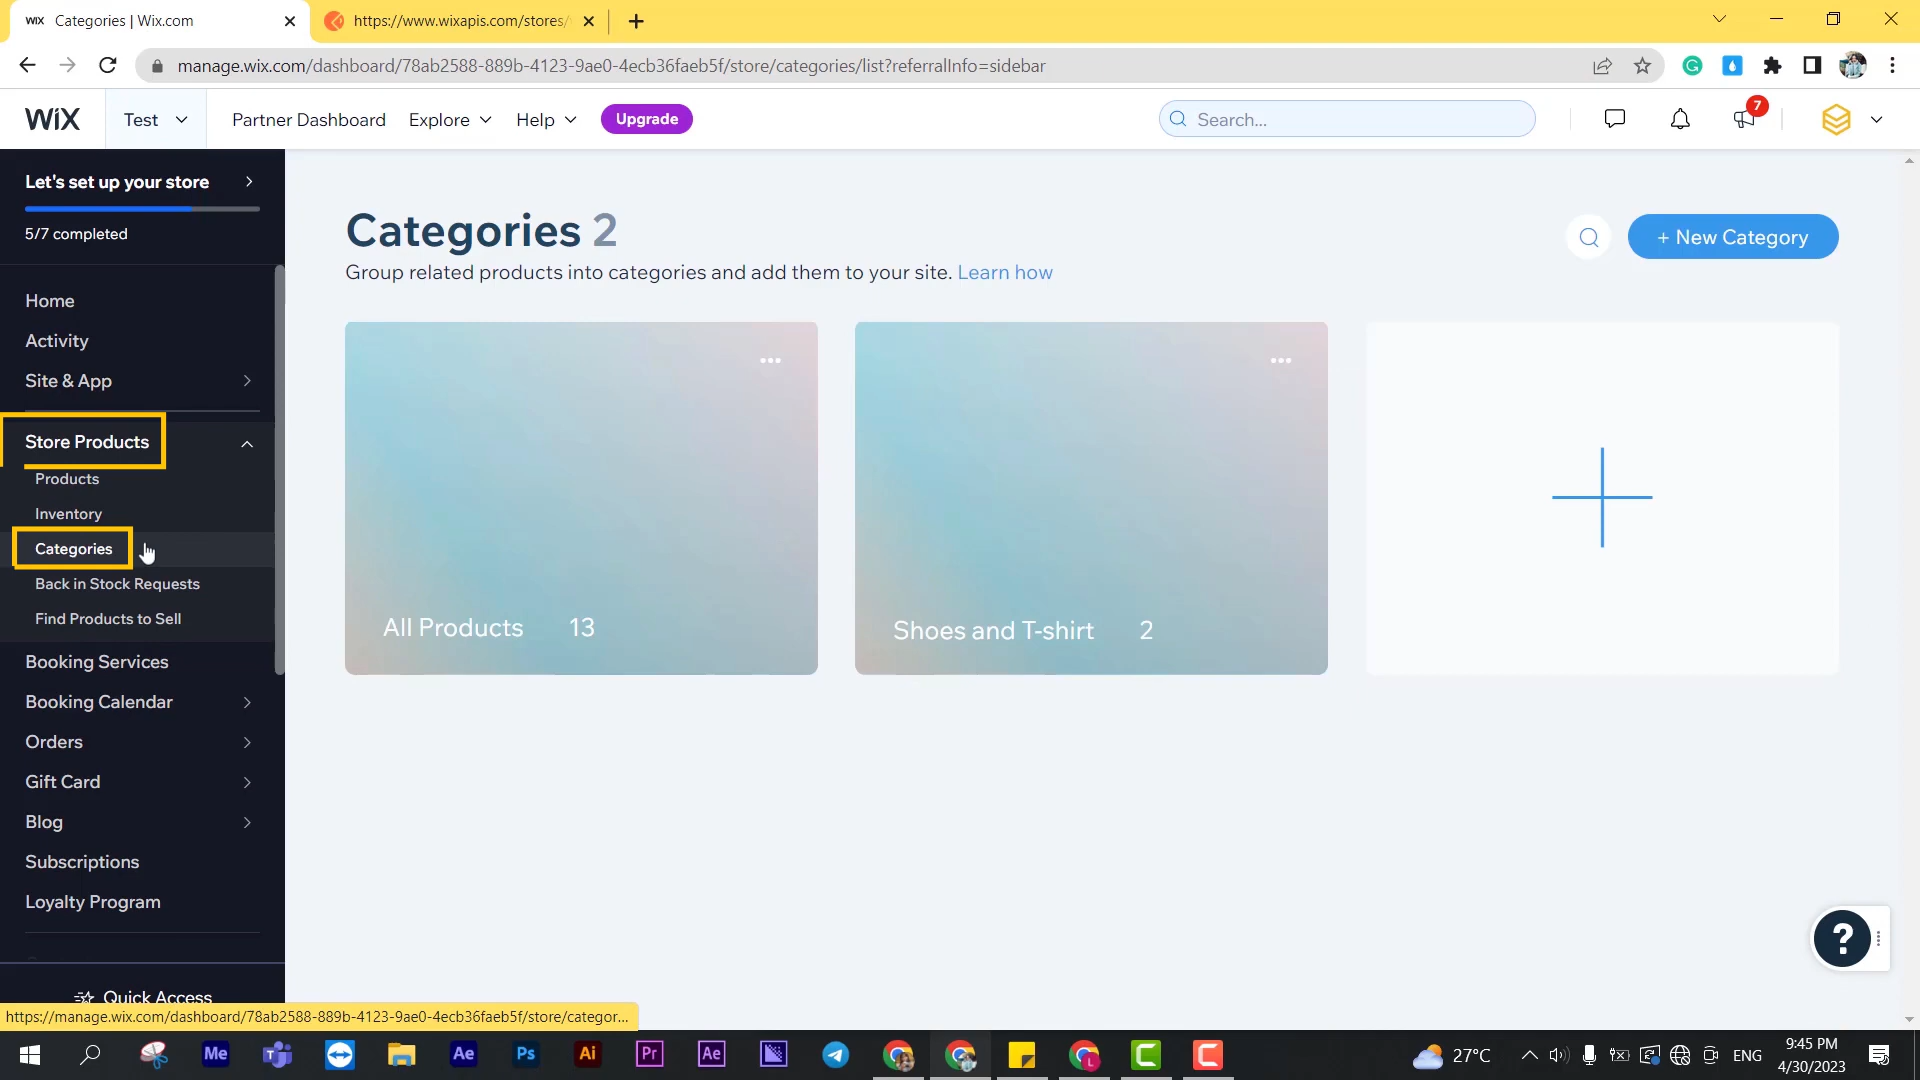 WiX Categories | Wix.com
https://www.wixapis.com/stores/
manage.wix.com/dashboard/78ab2588-889b-4123-9ae0-4ecb36faeb5f/store/categories/list?referralInfo=sidebar
WiX Test Partner Dashboard Explore Help Upgrade Search... 7
Let's set up your store
5/7 completed
Home
Activity
Site & App
Store Products
Products
Inventory
Categories
Back in Stock Requests
Find Products to Sell
Booking Services
Booking Calendar
Orders
Gift Card
Blog
Subscriptions
Loyalty Program
Quick Access
Categories 2
+ New Category
Group related products into categories and add them to your site. Learn how
All Products 13
Shoes and T-shirt 2
?
https://manage.wix.com/dashboard/78ab2588-889b-4123-9ae0-4ecb36faeb5f/store/categor...
Me Ae Ps Ai Pr Ae
27°C
ENG
9:45 PM
4/30/2023